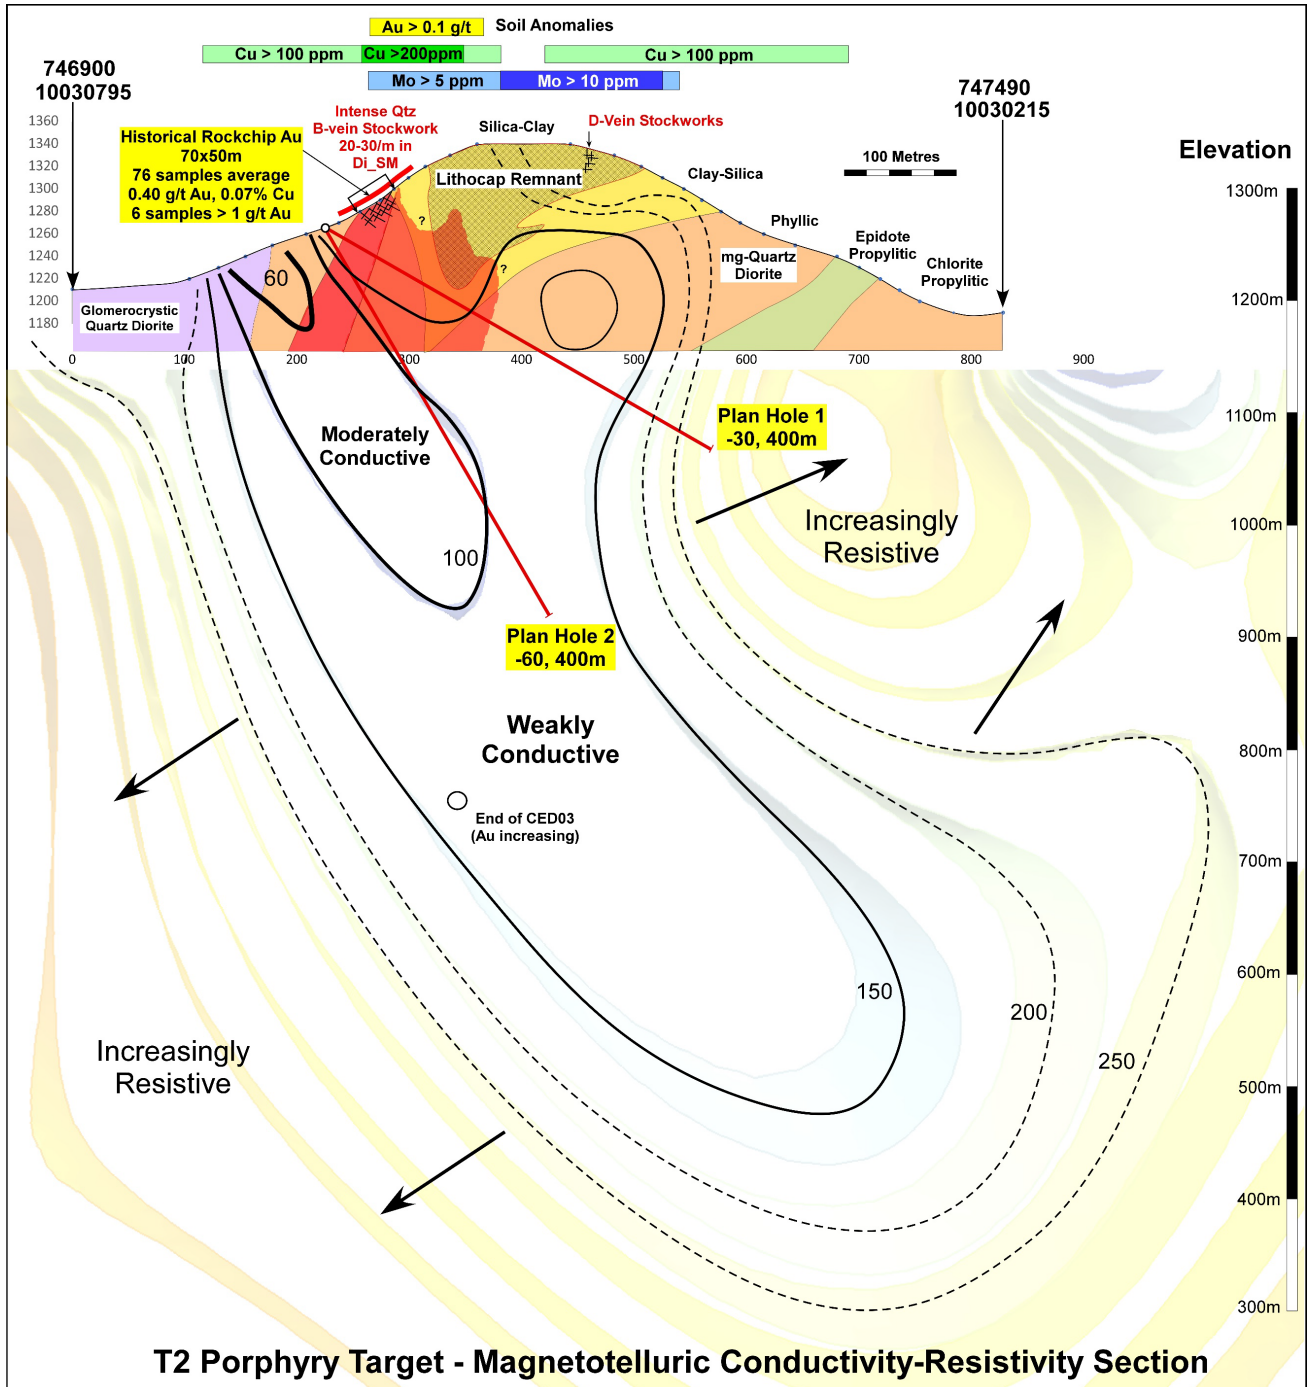 Au > 0.1 g/t
Soil Anomalies
Cu > 100 ppm
Cu >200ppm
Cu > 100 ppm
Mo > 5 ppm
Mo > 10 ppm
746900
10030795
747490
10030215
Historical Rockchip Au
70x50m
76 samples average
0.40 g/t Au, 0.07% Cu
6 samples > 1 g/t Au
Intense Qtz
B-vein Stockwork
20-30/m in
Di_SM
Silica-Clay
D-Vein Stockworks
100 Metres
Lithocap Remnant
Clay-Silica
Phyllic
Epidote
Propylitic
Chlorite
Propylitic
mg-Quartz
Diorite
Glomerocrystic
Quartz Diorite
?
?
60
1360
1340
1320
1300
1280
1260
1240
1220
1200
1180
0
100
200
300
400
500
600
700
800
900
Elevation
1300m
1200m
1100m
1000m
900m
800m
700m
600m
500m
400m
300m
Plan Hole 1
-30, 400m
Moderately
Conductive
Increasingly
Resistive
100
Plan Hole 2
-60, 400m
Weakly
Conductive
End of CED03
(Au increasing)
150
200
250
Increasingly
Resistive
T2 Porphyry Target - Magnetotelluric Conductivity-Resistivity Section